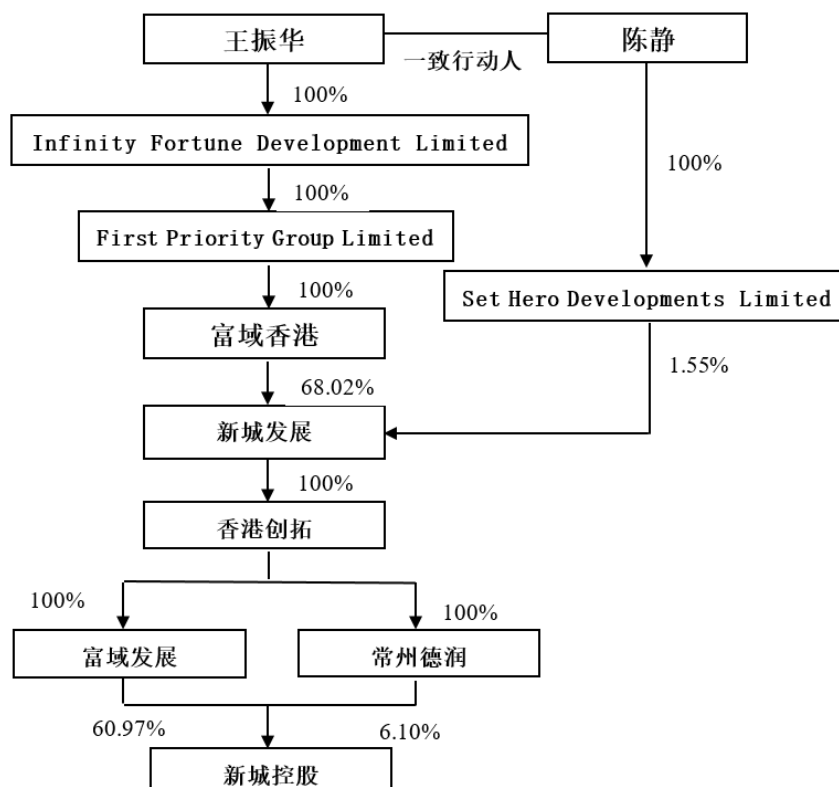 王振华
陈静
一致行动人
100%
Infinity Fortune Development Limited
100%
100%
First Priority Group Limited
100%
Set Hero Developments Limited
富域香港
1.55%
68.02%
新城发展
100%
香港创拓
100%
100%
富域发展
常州德润
60.97%
6.10%
新城控股